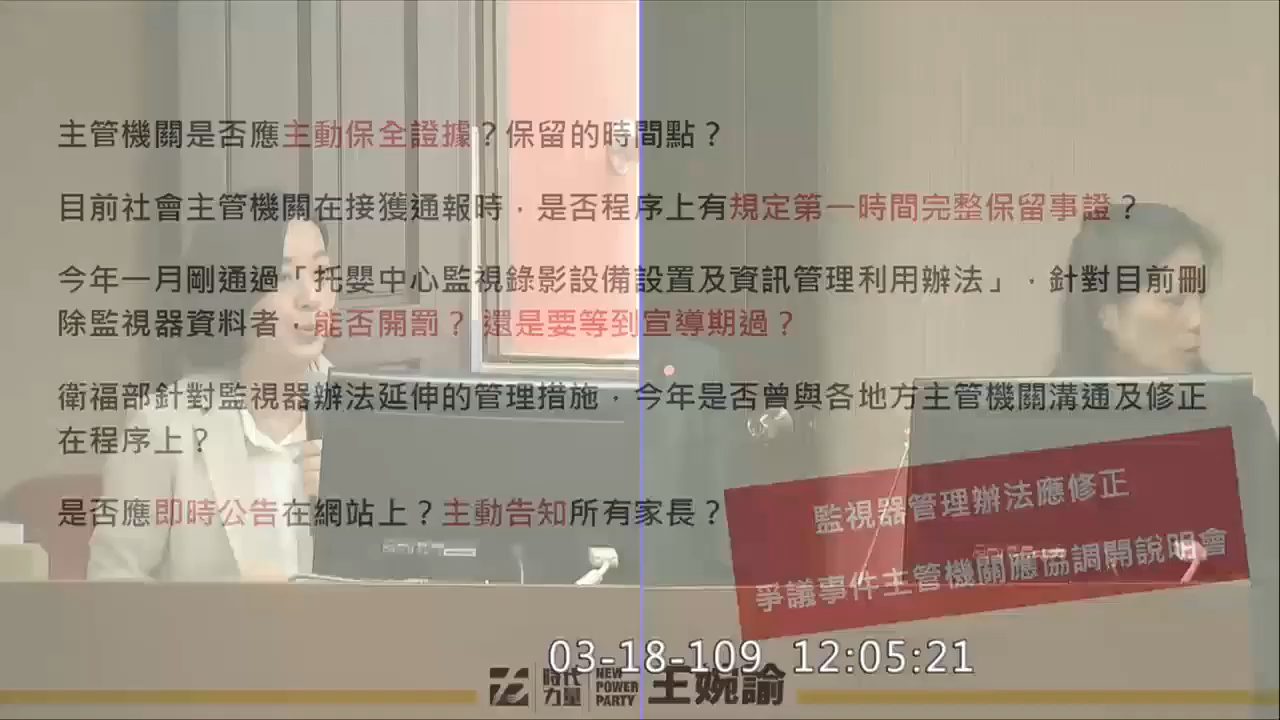 主管機關是否應主動保全證據？保留的時間點？
目前社會主管機關在接獲通報時，是否程序上有規定第一時間完整保留事證？
今年一月剛通過「托嬰中心監視錄影設備設置及資訊管理利用辦法」，針對目前刪
除監視器資料者，能否開罰？還是要等到宣導期過？
衛福部針對監視器辦法延伸的管理措施，今年是否曾與各地方主管機關溝通及修正
在程序上？
是否應即時公告在網站上？主動告知所有家長？
監視器管理辦法應修正
爭議事件主管機關應協調開說明會
03-18-109 12:05:21
時代
力量
NEW
POWER
PARTY
王婉諭